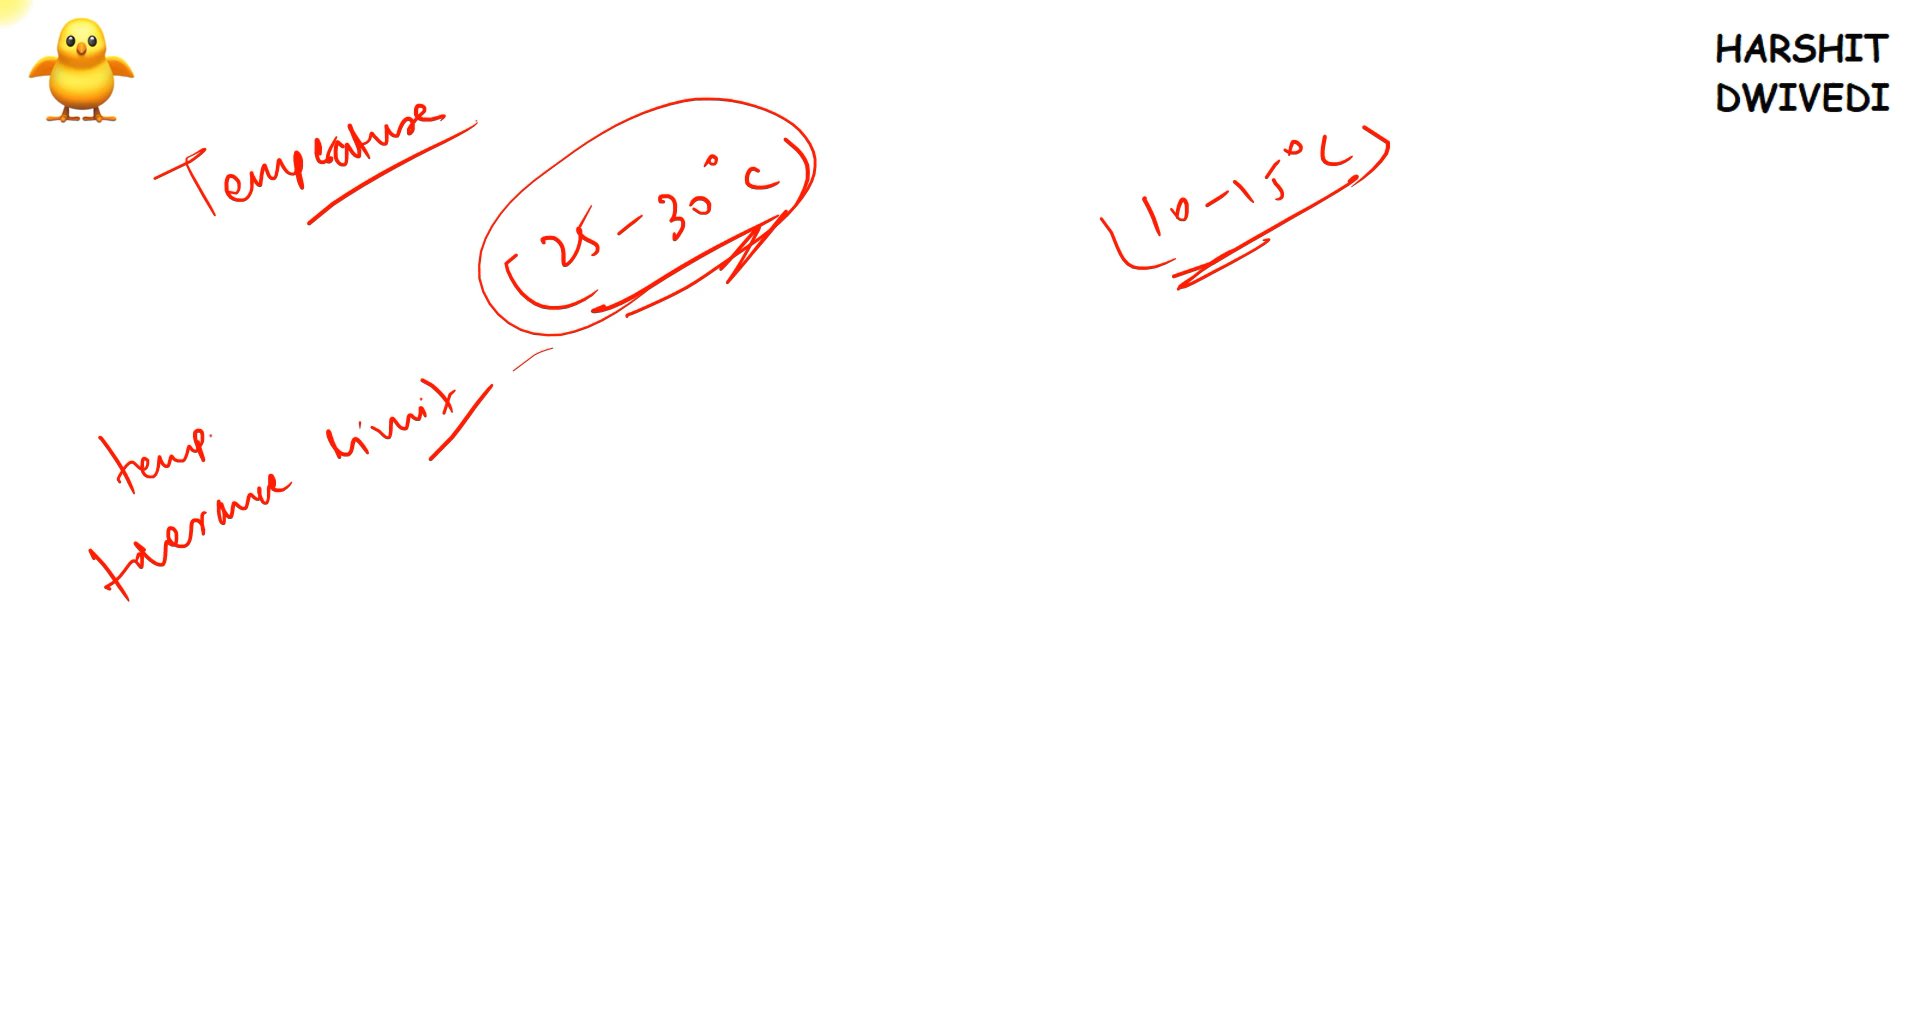 HARSHIT
DWIVEDI
Temperature (25-30°C) (10-15°C)
temp. 
tolerance limit